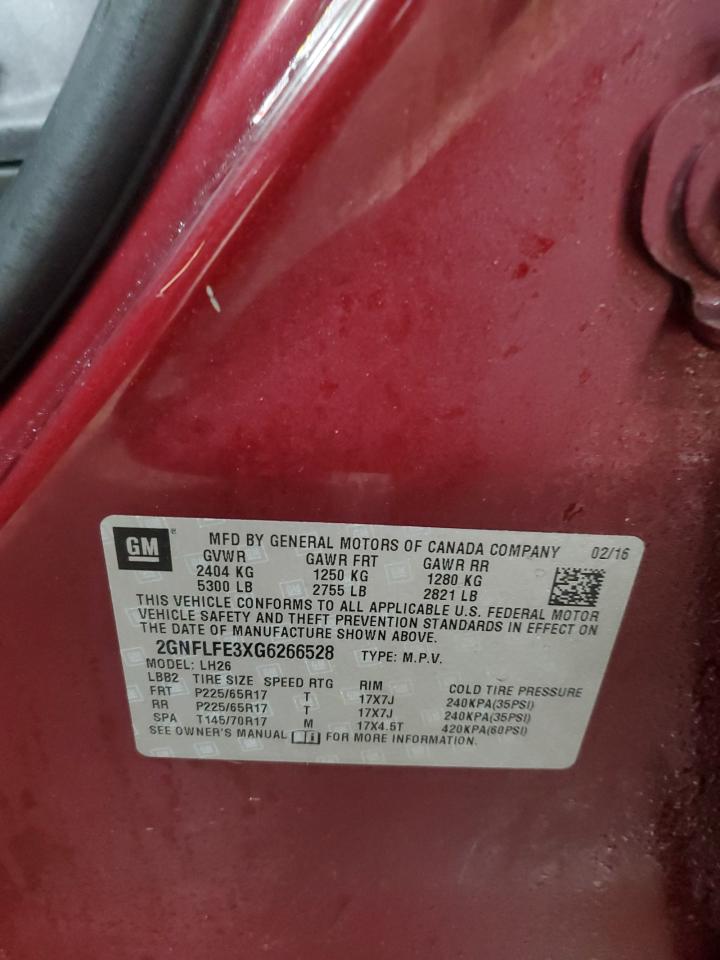 GM ® MFD BY GENERAL MOTORS OF CANADA COMPANY 02/16
GVWR GAWR FRT GAWR RR
2404 KG 1250 KG 1280 KG
5300 LB 2755 LB 2821 LB
THIS VEHICLE CONFORMS TO ALL APPLICABLE U.S. FEDERAL MOTOR
VEHICLE SAFETY AND THEFT PREVENTION STANDARDS IN EFFECT ON
THE DATE OF MANUFACTURE SHOWN ABOVE.
2GNFLFE3XG6266528 TYPE: M.P.V.
MODEL: LH26
LBB2 TIRE SIZE SPEED RTG RIM COLD TIRE PRESSURE
FRT P225/65R17 T 17X7J 240KPA(35PSI)
RR P225/65R17 T 17X7J 240KPA(35PSI)
SPA T145/70R17 M 17X4.5T 420KPA(60PSI)
SEE OWNER'S MANUAL FOR MORE INFORMATION.